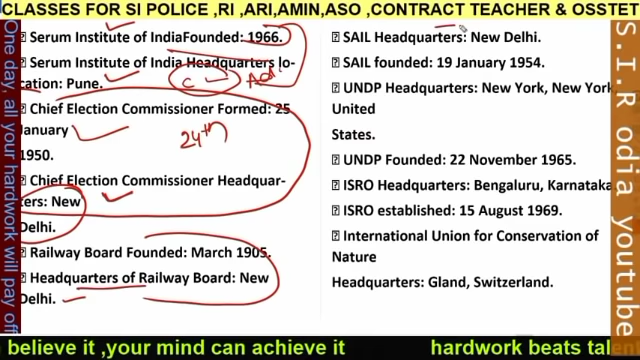 CLASSES FOR SI POLICE ,RI ,ARI,AMIN,ASO ,CONTRACT TEACHER & OSSTET
One day, all your hardwork will pay off
Serum Institute of IndiaFounded: 1966.
Serum Institute of India Headquarters lo-
cation: Pune.
Chief Election Commissioner Formed: 25
January
1950.
Chief Election Commissioner Headquar-
ters: New
Delhi.
Railway Board Founded: March 1905.
Headquarters of Railway Board: New
Delhi.
24th
SAIL Headquarters: New Delhi.
SAIL founded: 19 January 1954.
UNDP Headquarters: New York, New York,
United
States.
UNDP Founded: 22 November 1965.
ISRO Headquarters: Bengaluru, Karnataka
ISRO established: 15 August 1969.
International Union for Conservation of
Nature
Headquarters: Gland, Switzerland.
S.I.R odia youtube
believe it ,your mind can achieve it hardwork beats talen